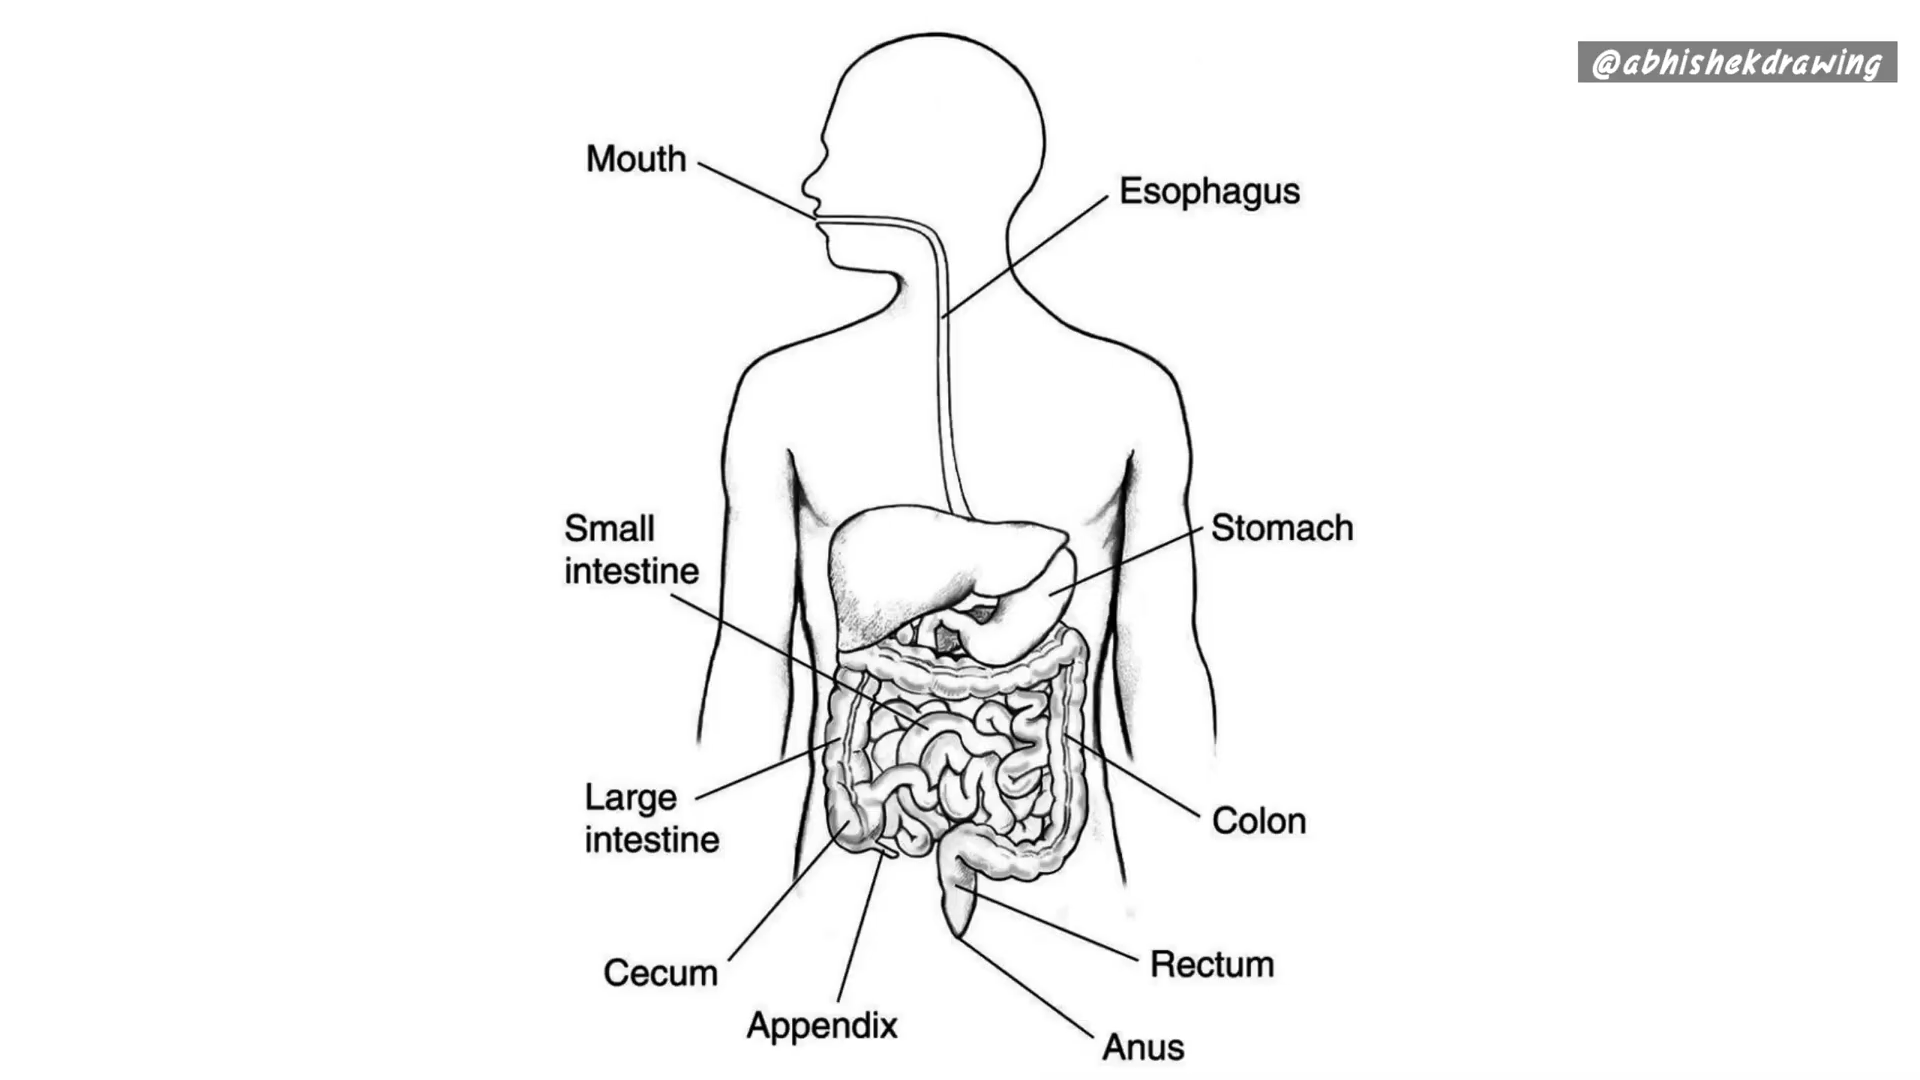 @abhishekdrawing
Mouth
Esophagus
Small
intestine
Stomach
Large
intestine
Colon
Cecum
Rectum
Appendix
Anus